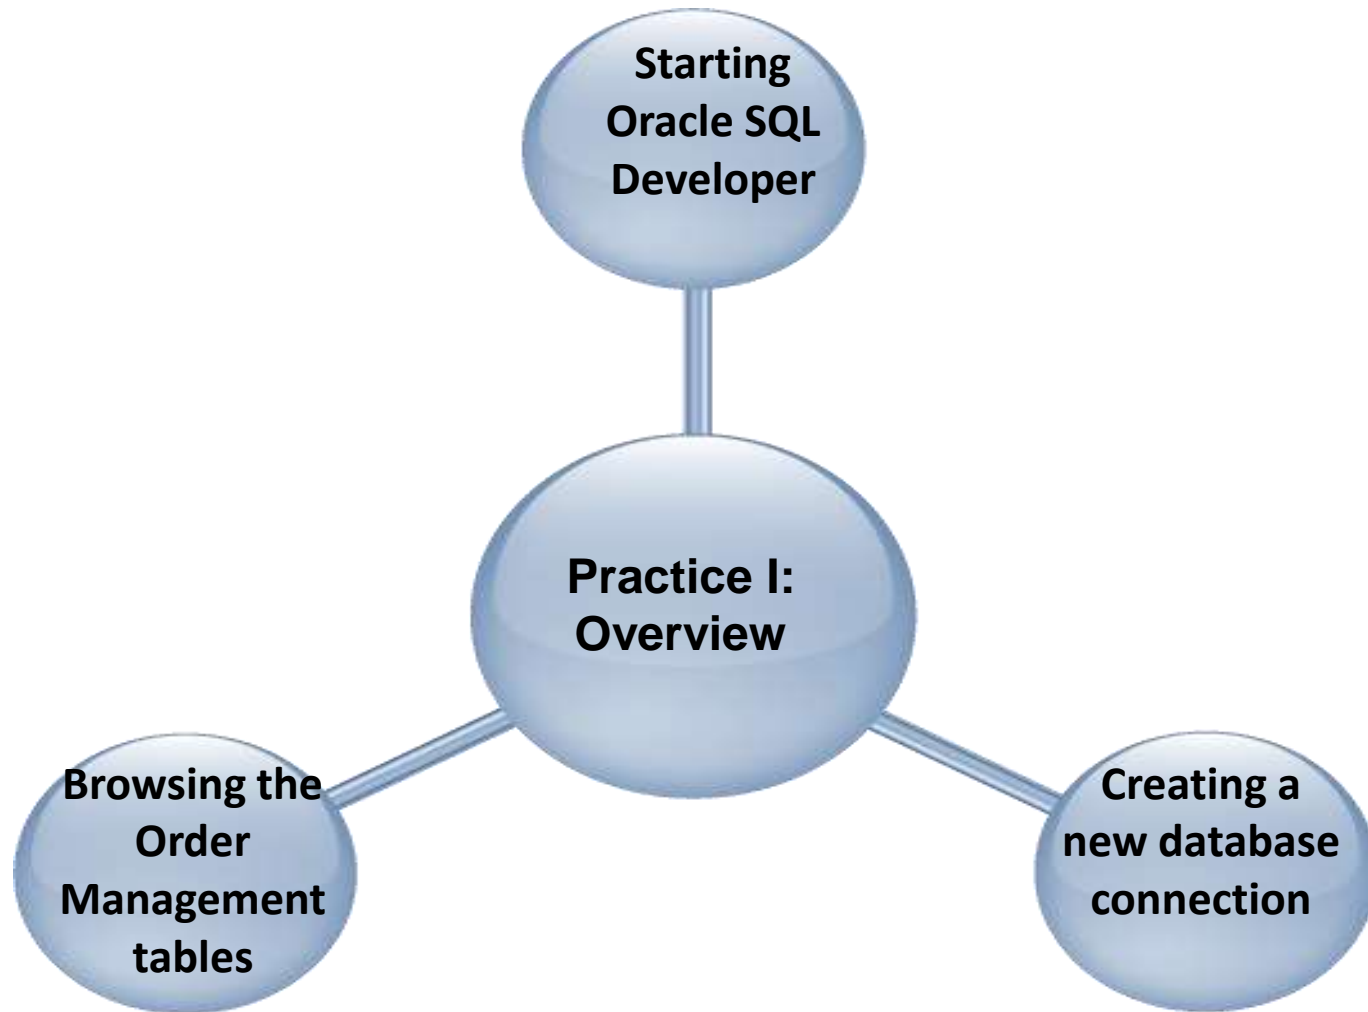 Starting
Oracle SQL
Developer
Practice I:
Overview
Browsing the
Order
Management
tables
Creating a
new database
connection